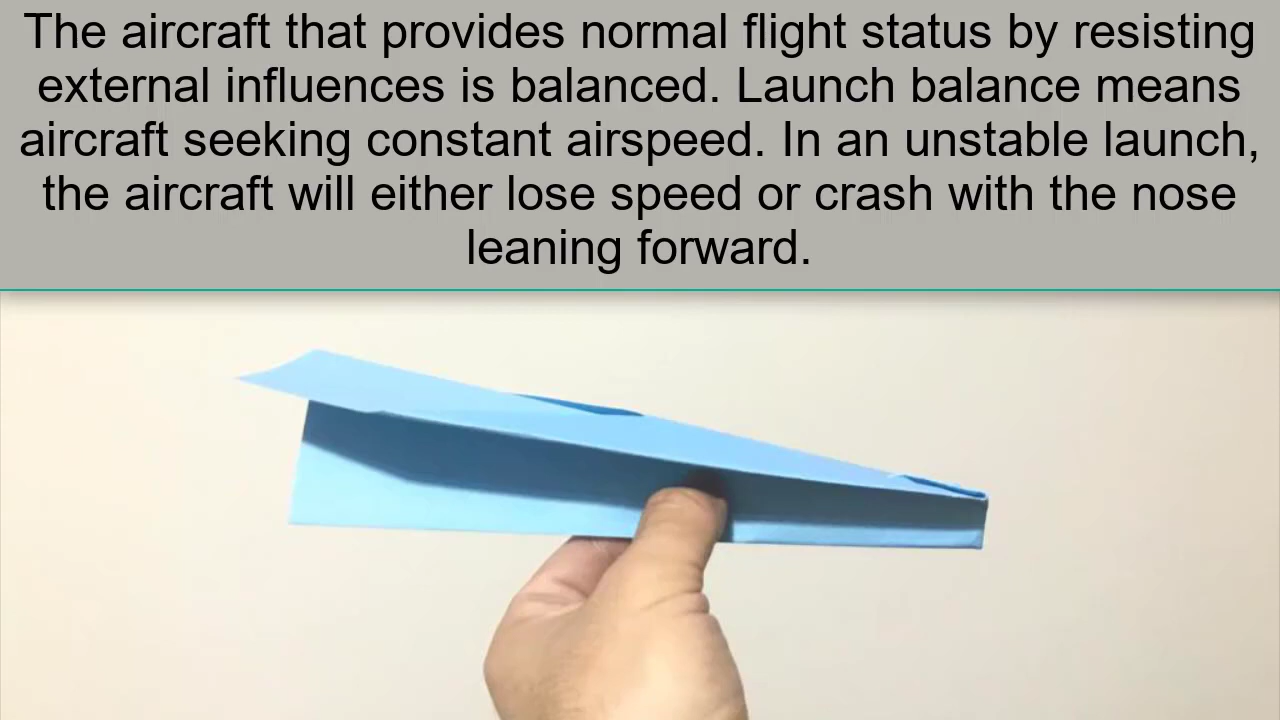 The aircraft that provides normal flight status by resisting
external influences is balanced. Launch balance means
aircraft seeking constant airspeed. In an unstable launch,
the aircraft will either lose speed or crash with the nose
leaning forward.